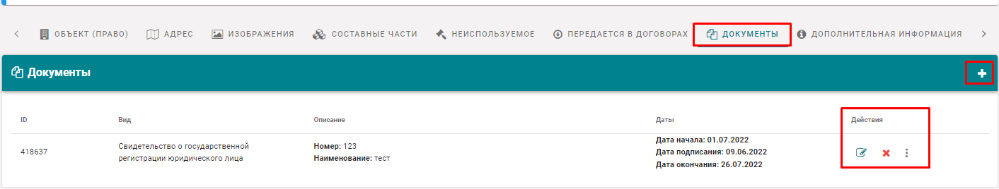 ОБЪЕКТ (ПРАВО) АДРЕС ИЗОБРАЖЕНИЯ СОСТАВНЫЕ ЧАСТИ НЕИСПОЛЬЗУЕМОЕ ПЕРЕДАЕТСЯ В ДОГОВОРАХ ДОКУМЕНТЫ ДОПОЛНИТЕЛЬНАЯ ИНФОРМАЦИЯ
Документы
ID Вид Описание Даты Действия
418637
Свидетельство о государственной
регистрации юридического лица
Номер: 123
Наименование: тест
Дата начала: 01.07.2022
Дата подписания: 09.06.2022
Дата окончания: 26.07.2022